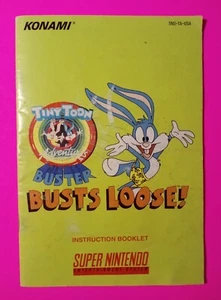 KONAMI®
SNS-TA-USA
TINY TOON
Adventures
BUSTER
BUSTS LOOSE!
INSTRUCTION BOOKLET
SUPER NINTENDO
ENTERTAINMENT SYSTEM